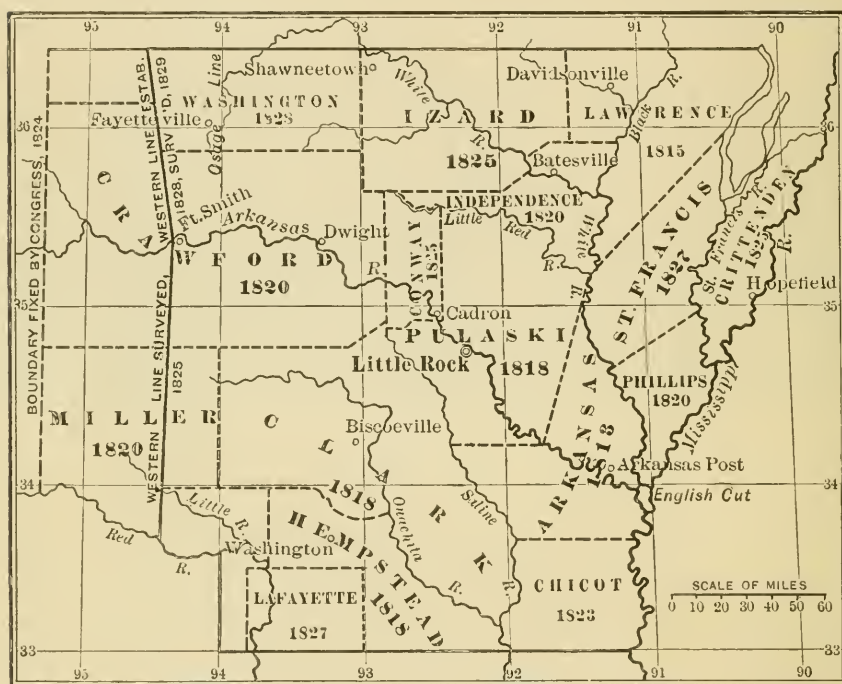 95 94 93 92 91 90
BOUNDARY FIXED BY CONGRESS, 1824
WESTERN LINE ESTAB.
1828, SURV'D, 1829
Osage Line
Shawneetown
White
R.
Davidsonville
Black R.
WASHINGTON
1828
Fayetteville
IZARD
1825
LAWRENCE
1815
36 36
Batesville
INDEPENDENCE
1820
Little Red R.
White R.
CRAWFORD
1820
Ft. Smith
Arkansas
R.
Dwight
CONWAY
1825
Cadron
ST. FRANCIS
1827
St. Francis R.
CRITTENDEN
Hopefield
R.
35 35
PULASKI
1818
Little Rock
PHILLIPS
1820
Mississippi
WESTERN LINE SURVEYED,
1825
MILLER
1820
CLARK
1818
Biscoeville
Ouachita
R.
Saline
R.
ARKANSAS
Arkansas Post
English Cut
34 34
Little R.
Red
R.
Washington
HEMPSTEAD
1818
LAFAYETTE
1827
CHICOT
1823
SCALE OF MILES
0 10 20 30 40 50 60
33 33
95 94 93 92 91 90